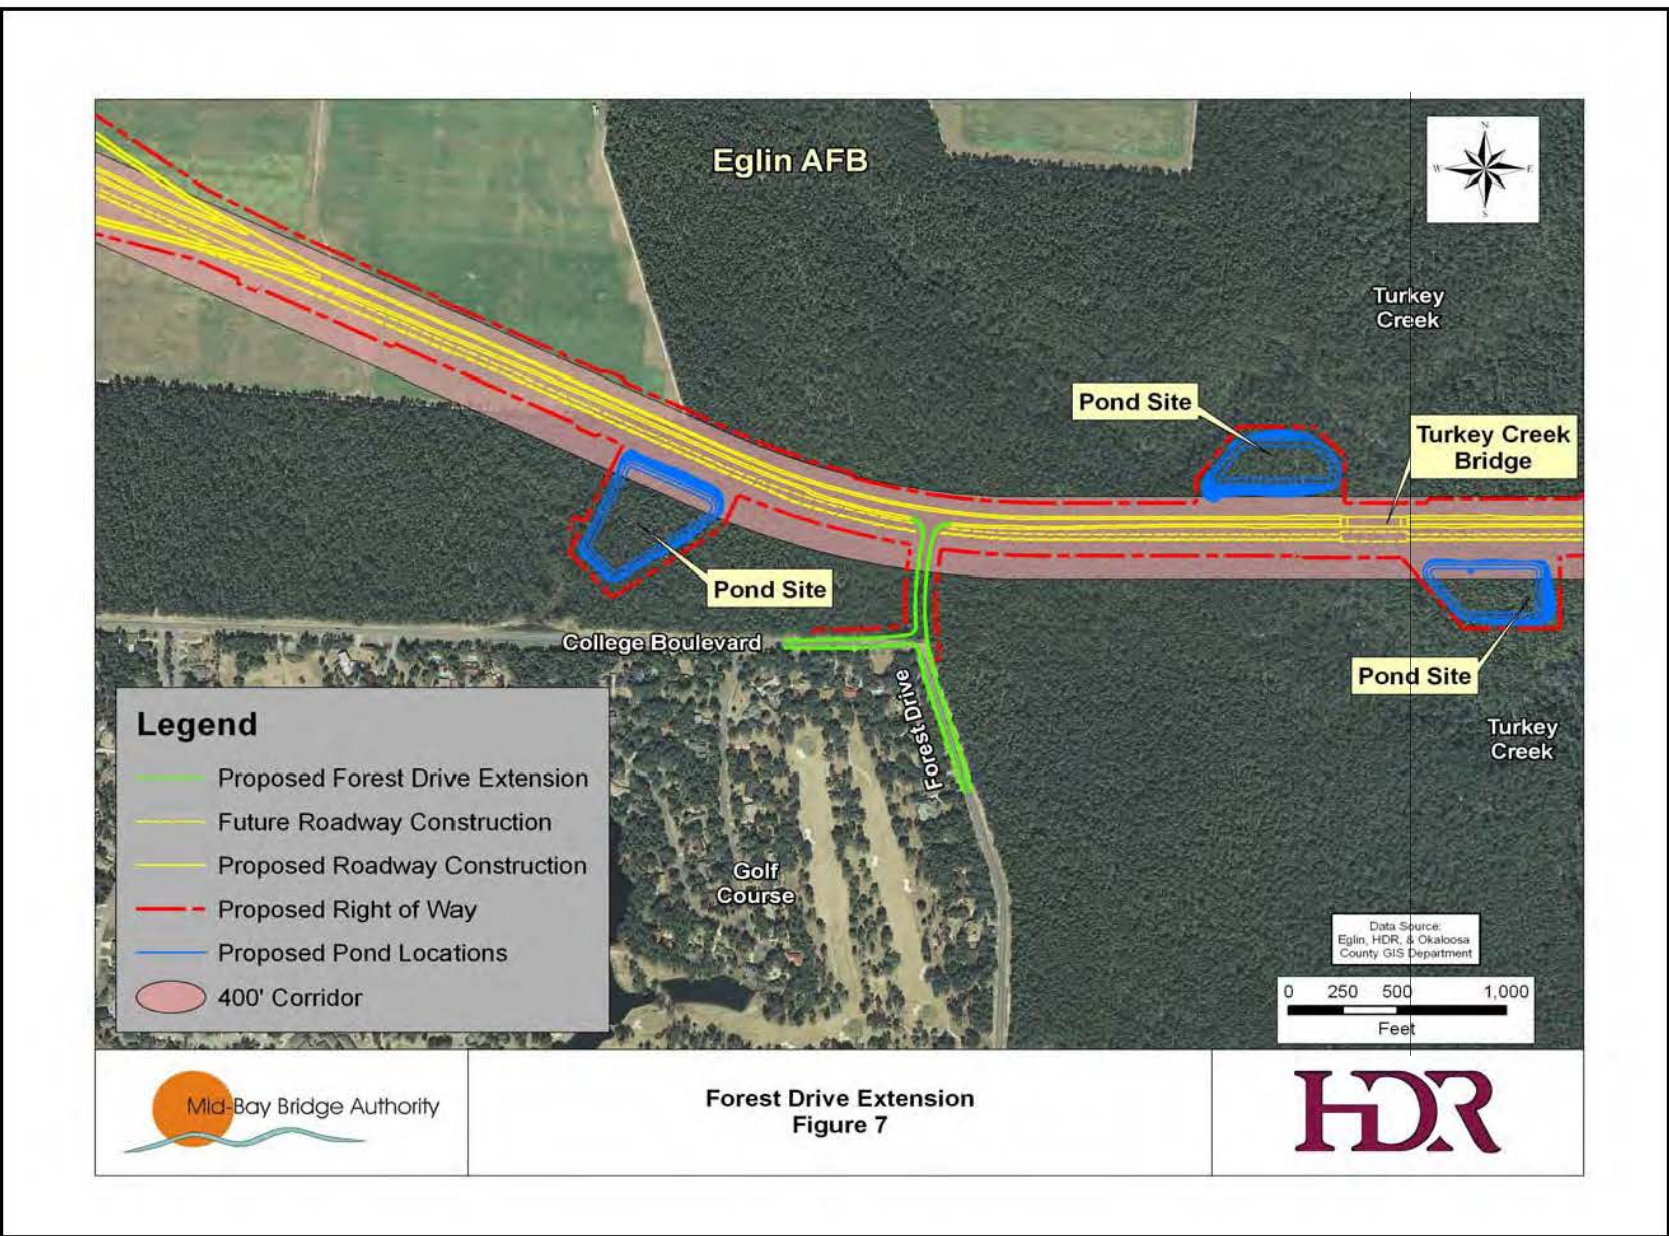 Eglin AFB
N
W
E
S
Turkey
Creek
Pond Site
Turkey Creek
Bridge
Pond Site
College Boulevard
Forest Drive
Pond Site
Turkey
Creek
Legend
Proposed Forest Drive Extension
Future Roadway Construction
Proposed Roadway Construction
Proposed Right of Way
Proposed Pond Locations
400' Corridor
Golf
Course
Data Source:
Eglin, HDR, & Okaloosa
County GIS Department
0 250 500 1,000
Feet
Mid-Bay Bridge Authority
Forest Drive Extension
Figure 7
HDR